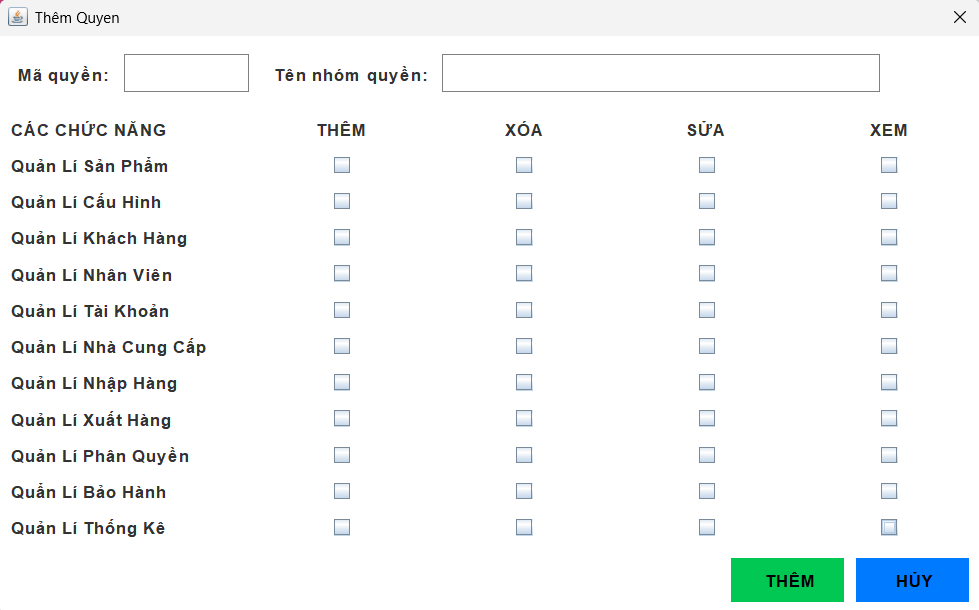 Thêm Quyen
Mã quyền: Tên nhóm quyền:
CÁC CHỨC NĂNG THÊM XÓA SỬA XEM
Quản Lí Sản Phẩm
Quản Lí Cấu Hình
Quản Lí Khách Hàng
Quản Lí Nhân Viên
Quản Lí Tài Khoản
Quản Lí Nhà Cung Cấp
Quản Lí Nhập Hàng
Quản Lí Xuất Hàng
Quản Lí Phân Quyền
Quẩn Lí Bảo Hành
Quản Lí Thống Kê
THÊM HỦY